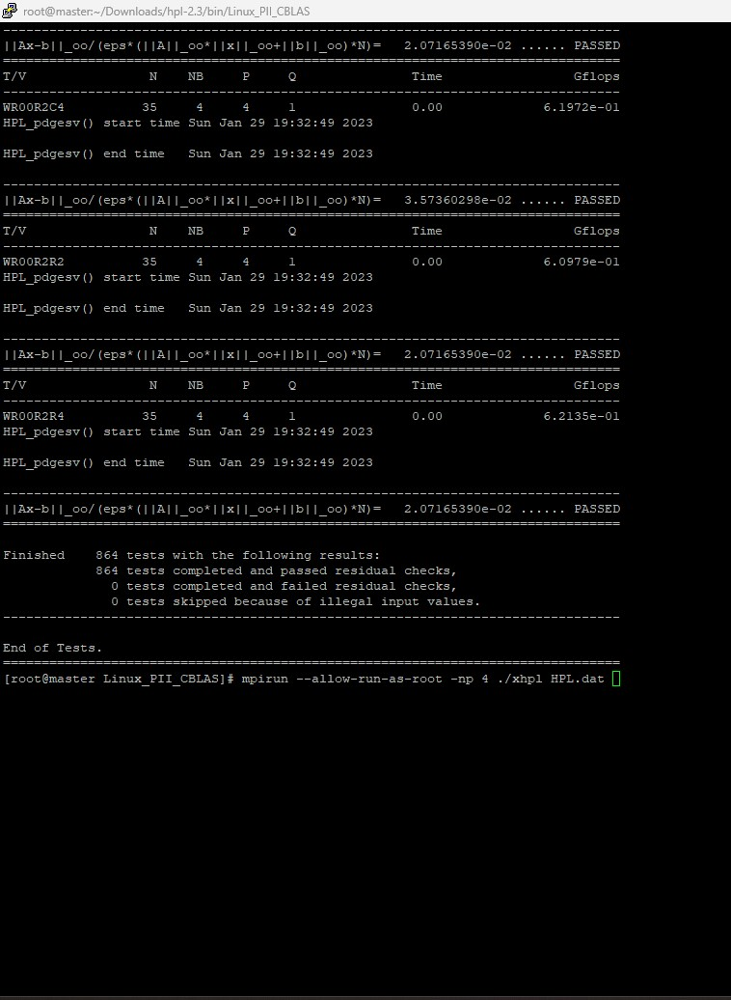 root@master:~/Downloads/hpl-2.3/bin/Linux_PII_CBLAS
--------------------------------------------------------------------------------
||Ax-b||_oo/(eps*(||A||_oo*||x||_oo+||b||_oo)*N)=   2.07165390e-02 ...... PASSED
================================================================================
T/V                N    NB     P     Q               Time                 Gflops
--------------------------------------------------------------------------------
WR00R2C4          35     4     4     1               0.00             6.1972e-01
HPL_pdgesv() start time Sun Jan 29 19:32:49 2023
HPL_pdgesv() end time   Sun Jan 29 19:32:49 2023
--------------------------------------------------------------------------------
||Ax-b||_oo/(eps*(||A||_oo*||x||_oo+||b||_oo)*N)=   3.57360298e-02 ...... PASSED
================================================================================
T/V                N    NB     P     Q               Time                 Gflops
--------------------------------------------------------------------------------
WR00R2R2          35     4     4     1               0.00             6.0979e-01
HPL_pdgesv() start time Sun Jan 29 19:32:49 2023
HPL_pdgesv() end time   Sun Jan 29 19:32:49 2023
--------------------------------------------------------------------------------
||Ax-b||_oo/(eps*(||A||_oo*||x||_oo+||b||_oo)*N)=   2.07165390e-02 ...... PASSED
================================================================================
T/V                N    NB     P     Q               Time                 Gflops
--------------------------------------------------------------------------------
WR00R2R4          35     4     4     1               0.00             6.2135e-01
HPL_pdgesv() start time Sun Jan 29 19:32:49 2023
HPL_pdgesv() end time   Sun Jan 29 19:32:49 2023
--------------------------------------------------------------------------------
||Ax-b||_oo/(eps*(||A||_oo*||x||_oo+||b||_oo)*N)=   2.07165390e-02 ...... PASSED
================================================================================
Finished    864 tests with the following results:
            864 tests completed and passed residual checks,
              0 tests completed and failed residual checks,
              0 tests skipped because of illegal input values.
--------------------------------------------------------------------------------
End of Tests.
================================================================================
[root@master Linux_PII_CBLAS]# mpirun --allow-run-as-root -np 4 ./xhpl HPL.dat